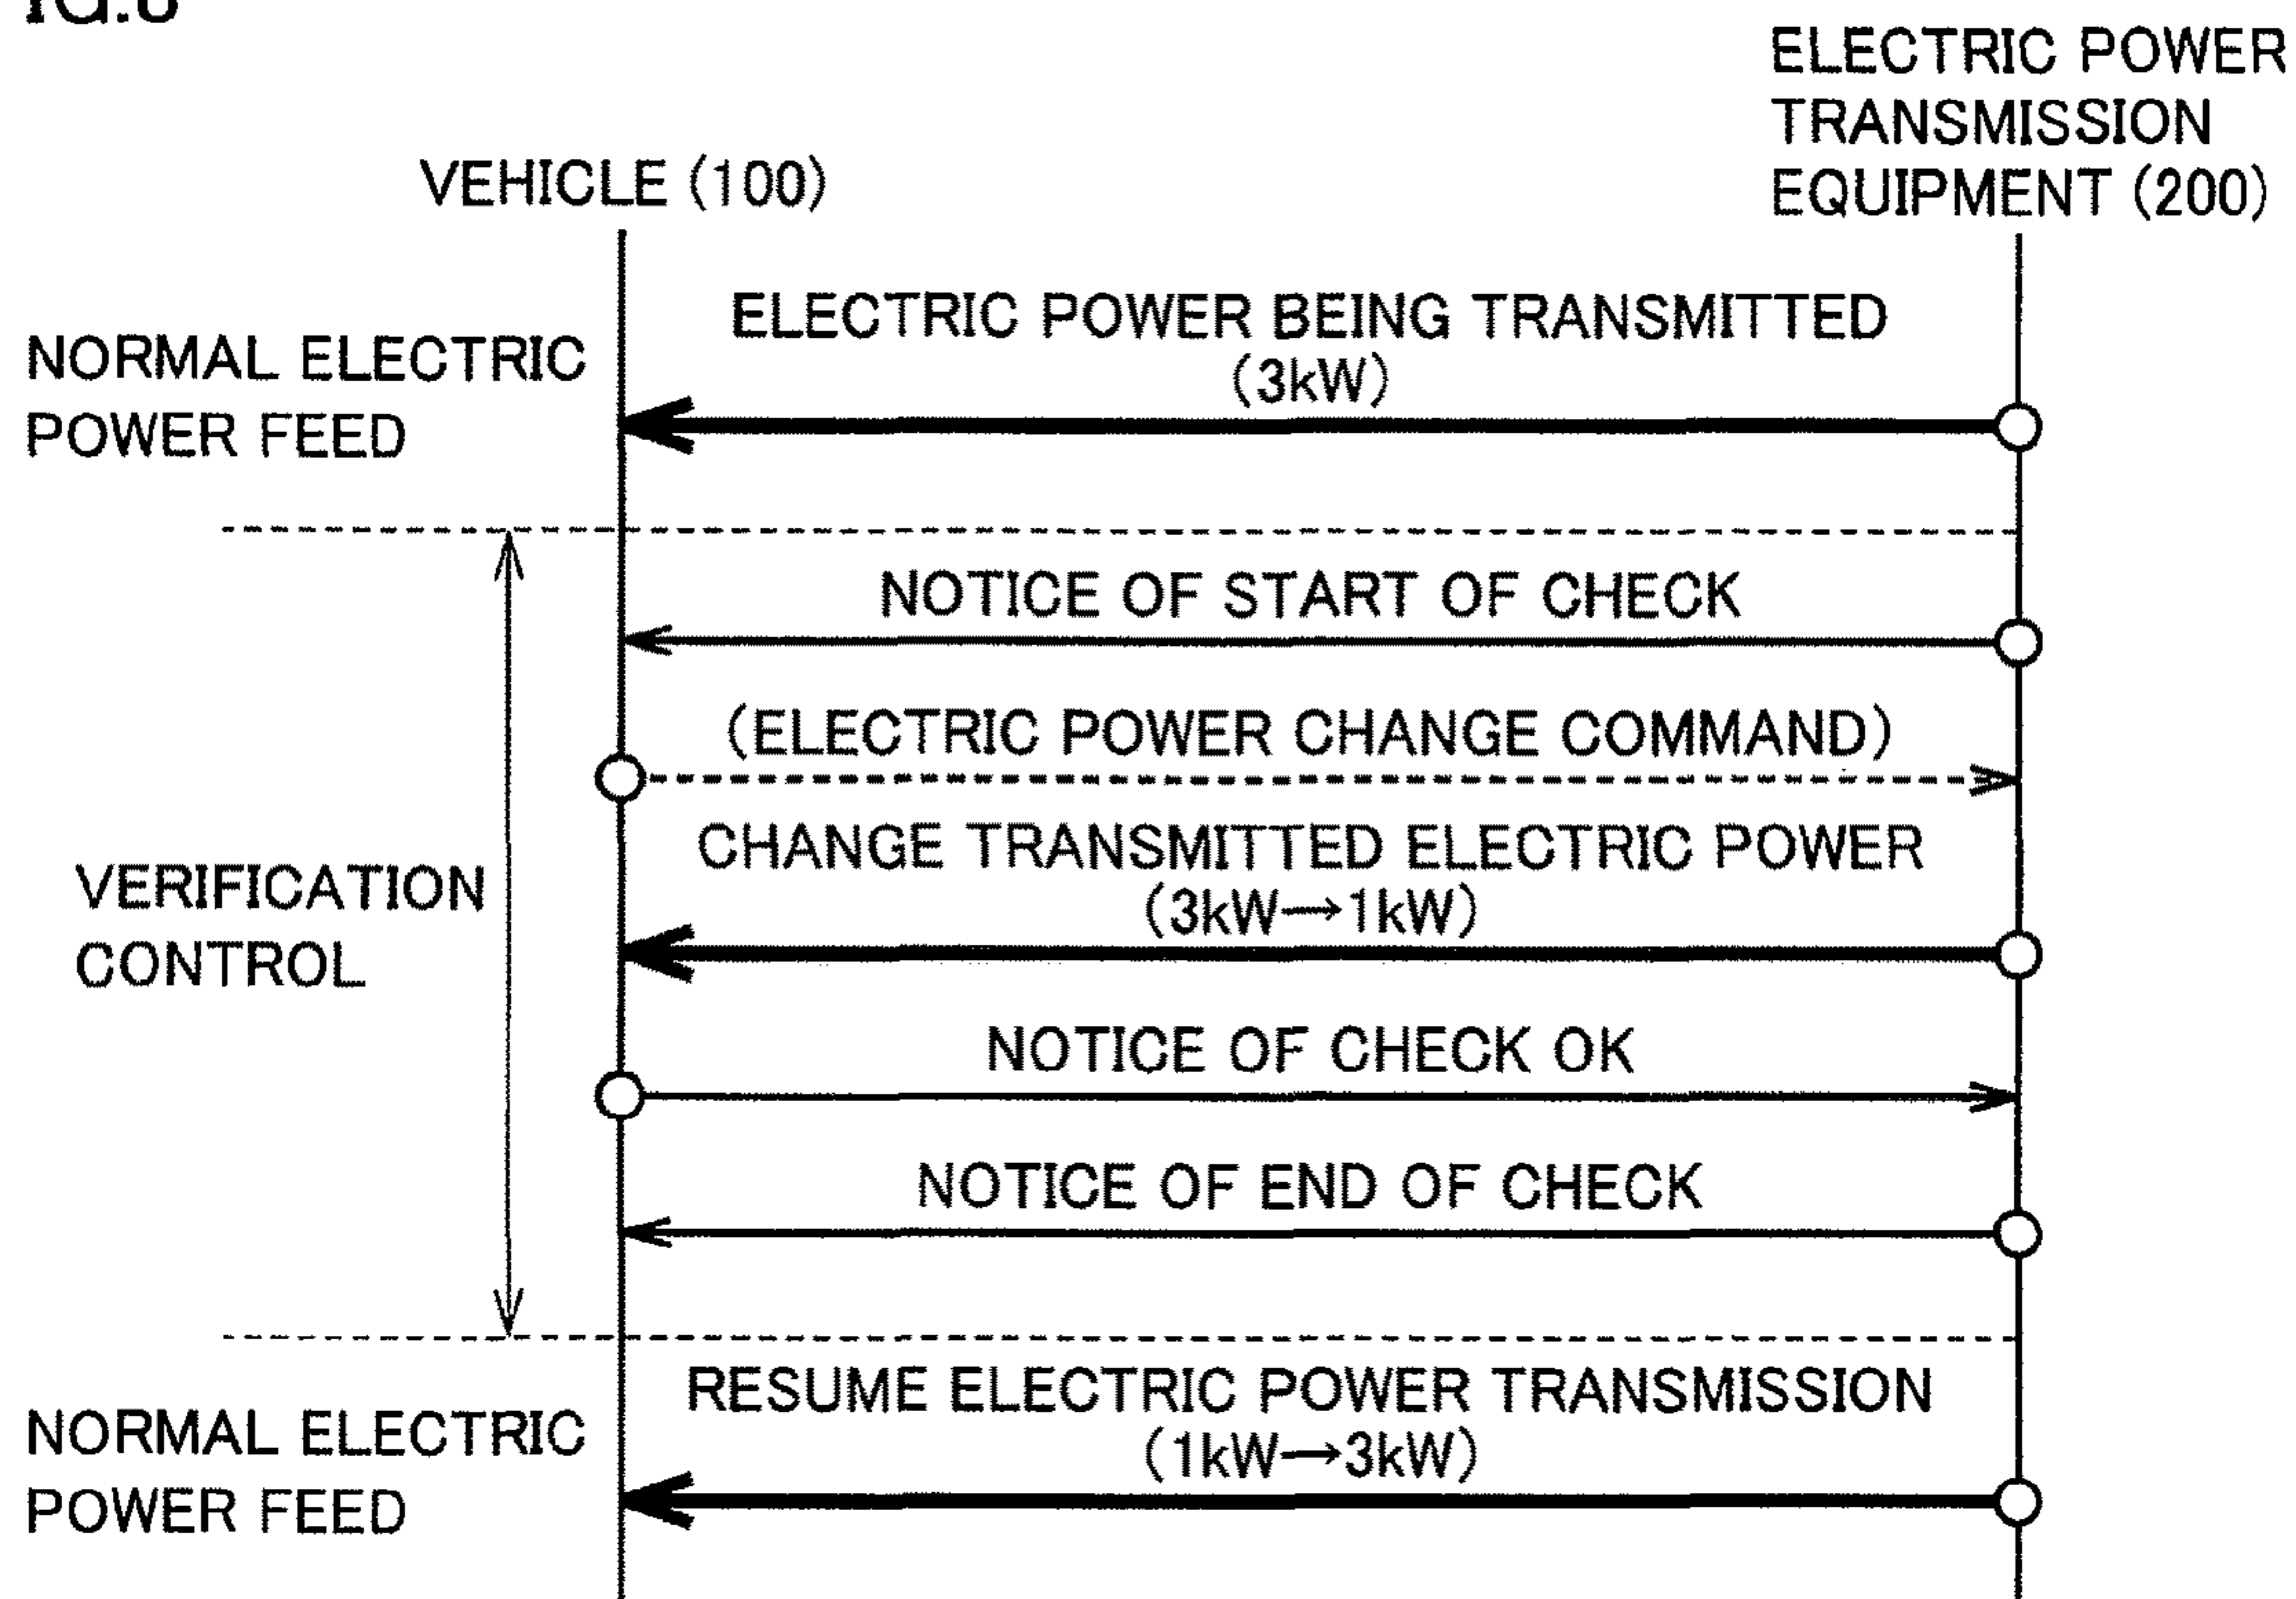 ELECTRIC POWER
TRANSMISSION
EQUIPMENT (200)
VEHICLE (100)
ELECTRIC POWER BEING TRANSMITTED
(3kW)
NORMAL ELECTRIC
POWER FEED
NOTICE OF START OF CHECK
(ELECTRIC POWER CHANGE COMMAND)
CHANGE TRANSMITTED ELECTRIC POWER
(3kW→1kW)
VERIFICATION
CONTROL
NOTICE OF CHECK OK
NOTICE OF END OF CHECK
RESUME ELECTRIC POWER TRANSMISSION
(1kW→3kW)
NORMAL ELECTRIC
POWER FEED